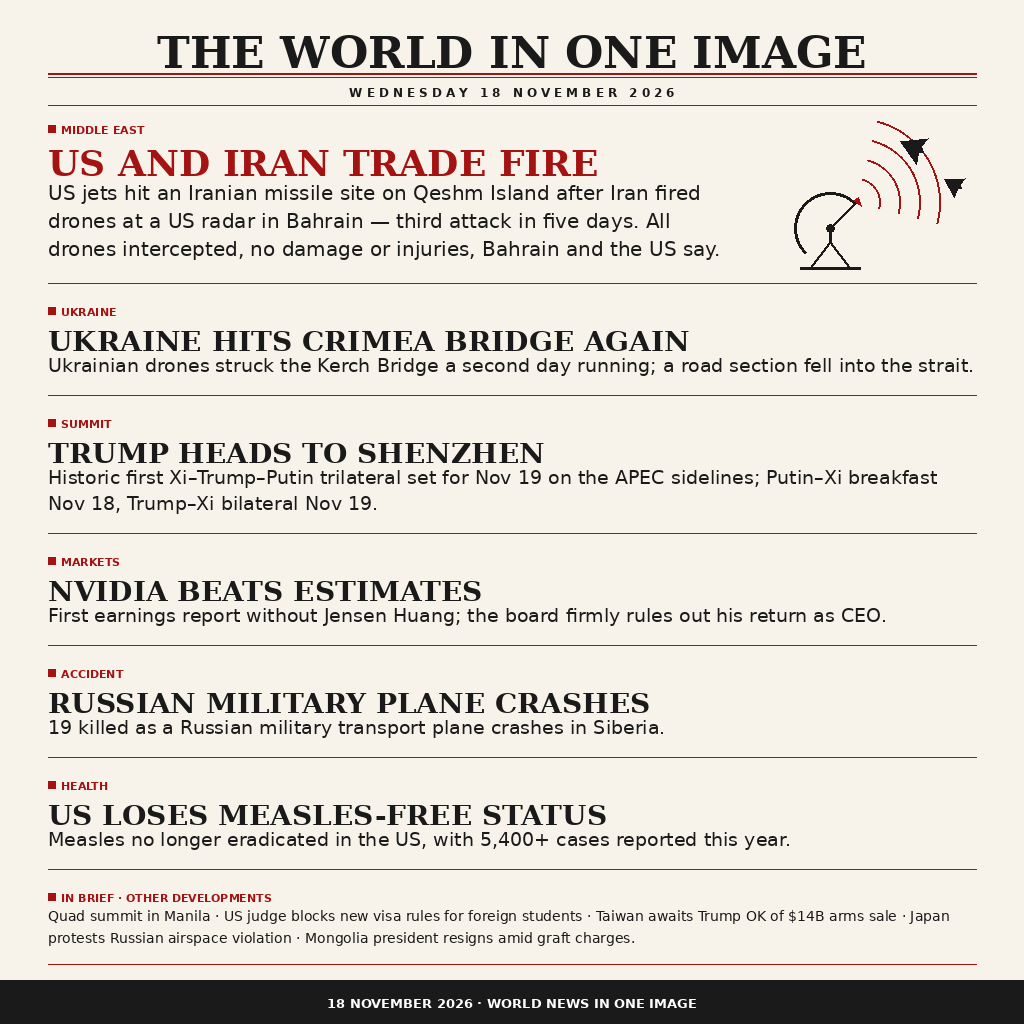 THE WORLD IN ONE IMAGE
WEDNESDAY 18 NOVEMBER 2026
MIDDLE EAST
US AND IRAN TRADE FIRE
US jets hit an Iranian missile site on Qeshm Island after Iran fired
drones at a US radar in Bahrain — third attack in five days. All
drones intercepted, no damage or injuries, Bahrain and the US say.
UKRAINE
UKRAINE HITS CRIMEA BRIDGE AGAIN
Ukrainian drones struck the Kerch Bridge a second day running; a road section fell into the strait.
SUMMIT
TRUMP HEADS TO SHENZHEN
Historic first Xi–Trump–Putin trilateral set for Nov 19 on the APEC sidelines; Putin–Xi breakfast
Nov 18, Trump–Xi bilateral Nov 19.
MARKETS
NVIDIA BEATS ESTIMATES
First earnings report without Jensen Huang; the board firmly rules out his return as CEO.
ACCIDENT
RUSSIAN MILITARY PLANE CRASHES
19 killed as a Russian military transport plane crashes in Siberia.
HEALTH
US LOSES MEASLES-FREE STATUS
Measles no longer eradicated in the US, with 5,400+ cases reported this year.
IN BRIEF · OTHER DEVELOPMENTS
Quad summit in Manila · US judge blocks new visa rules for foreign students · Taiwan awaits Trump OK of $14B arms sale · Japan
protests Russian airspace violation · Mongolia president resigns amid graft charges.
18 NOVEMBER 2026 · WORLD NEWS IN ONE IMAGE